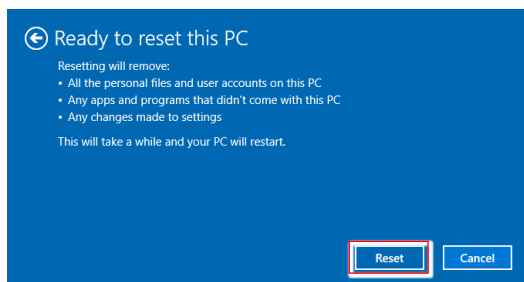 Ready to reset this PC
Resetting will remove:
• All the personal files and user accounts on this PC
• Any apps and programs that didn't come with this PC
• Any changes made to settings
This will take a while and your PC will restart.
Reset Cancel